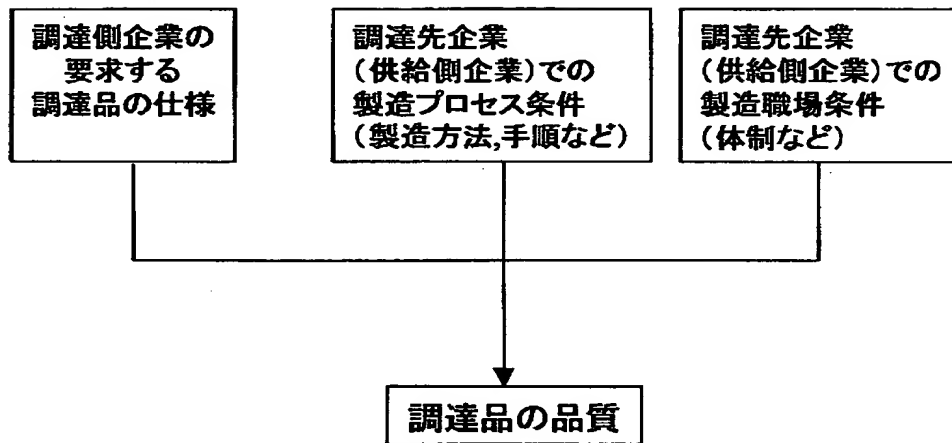 調達側企業の
要求する
調達品の仕様
調達先企業
(供給側企業)での
製造プロセス条件
(製造方法,手順など)
調達先企業
(供給側企業)での
製造職場条件
(体制など)
調達品の品質